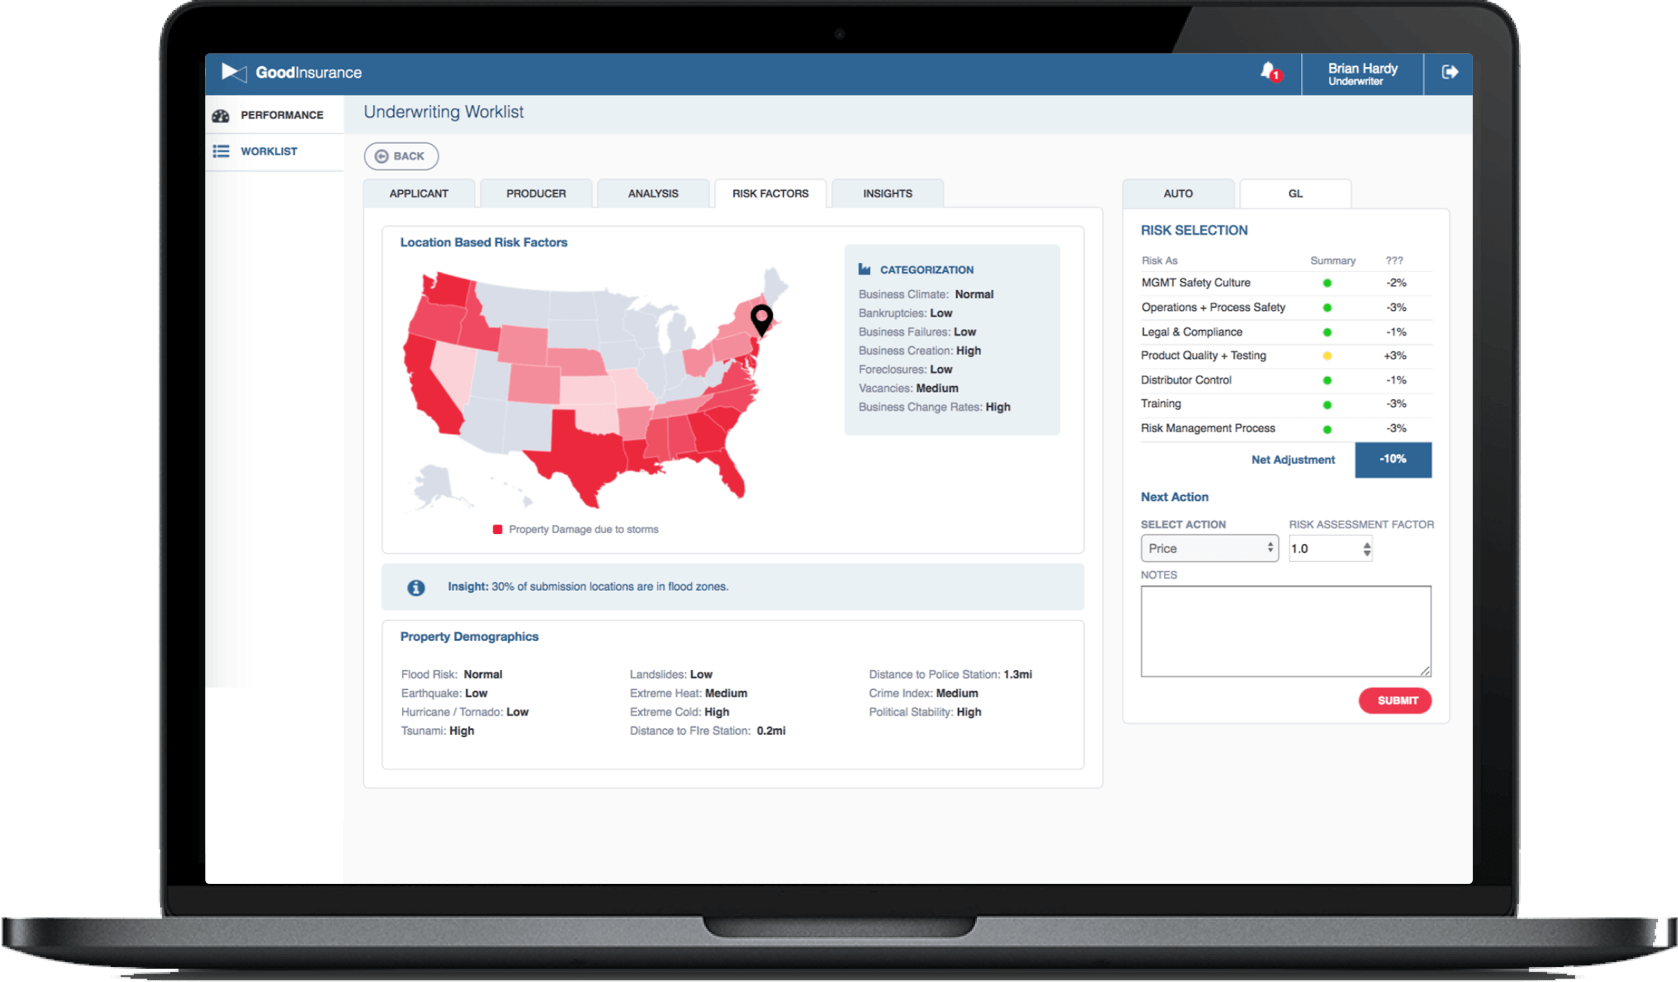 GoodInsurance
1
Brian Hardy
Underwriter
PERFORMANCE
WORKLIST
Underwriting Worklist
BACK
APPLICANT
PRODUCER
ANALYSIS
RISK FACTORS
INSIGHTS
Location Based Risk Factors
CATEGORIZATION
Business Climate: Normal
Bankruptcies: Low
Business Failures: Low
Business Creation: High
Foreclosures: Low
Vacancies: Medium
Business Change Rates: High
Property Damage due to storms
Insight: 30% of submission locations are in flood zones.
Property Demographics
Flood Risk: Normal
Earthquake: Low
Hurricane / Tornado: Low
Tsunami: High
Landslides: Low
Extreme Heat: Medium
Extreme Cold: High
Distance to FIre Station: 0.2mi
Distance to Police Station: 1.3mi
Crime Index: Medium
Political Stability: High
AUTO
GL
RISK SELECTION
Risk As Summary ???
MGMT Safety Culture -2%
Operations + Process Safety -3%
Legal & Compliance -1%
Product Quality + Testing +3%
Distributor Control -1%
Training -3%
Risk Management Process -3%
Net Adjustment -10%
Next Action
SELECT ACTION RISK ASSESSMENT FACTOR
Price 1.0
NOTES
SUBMIT